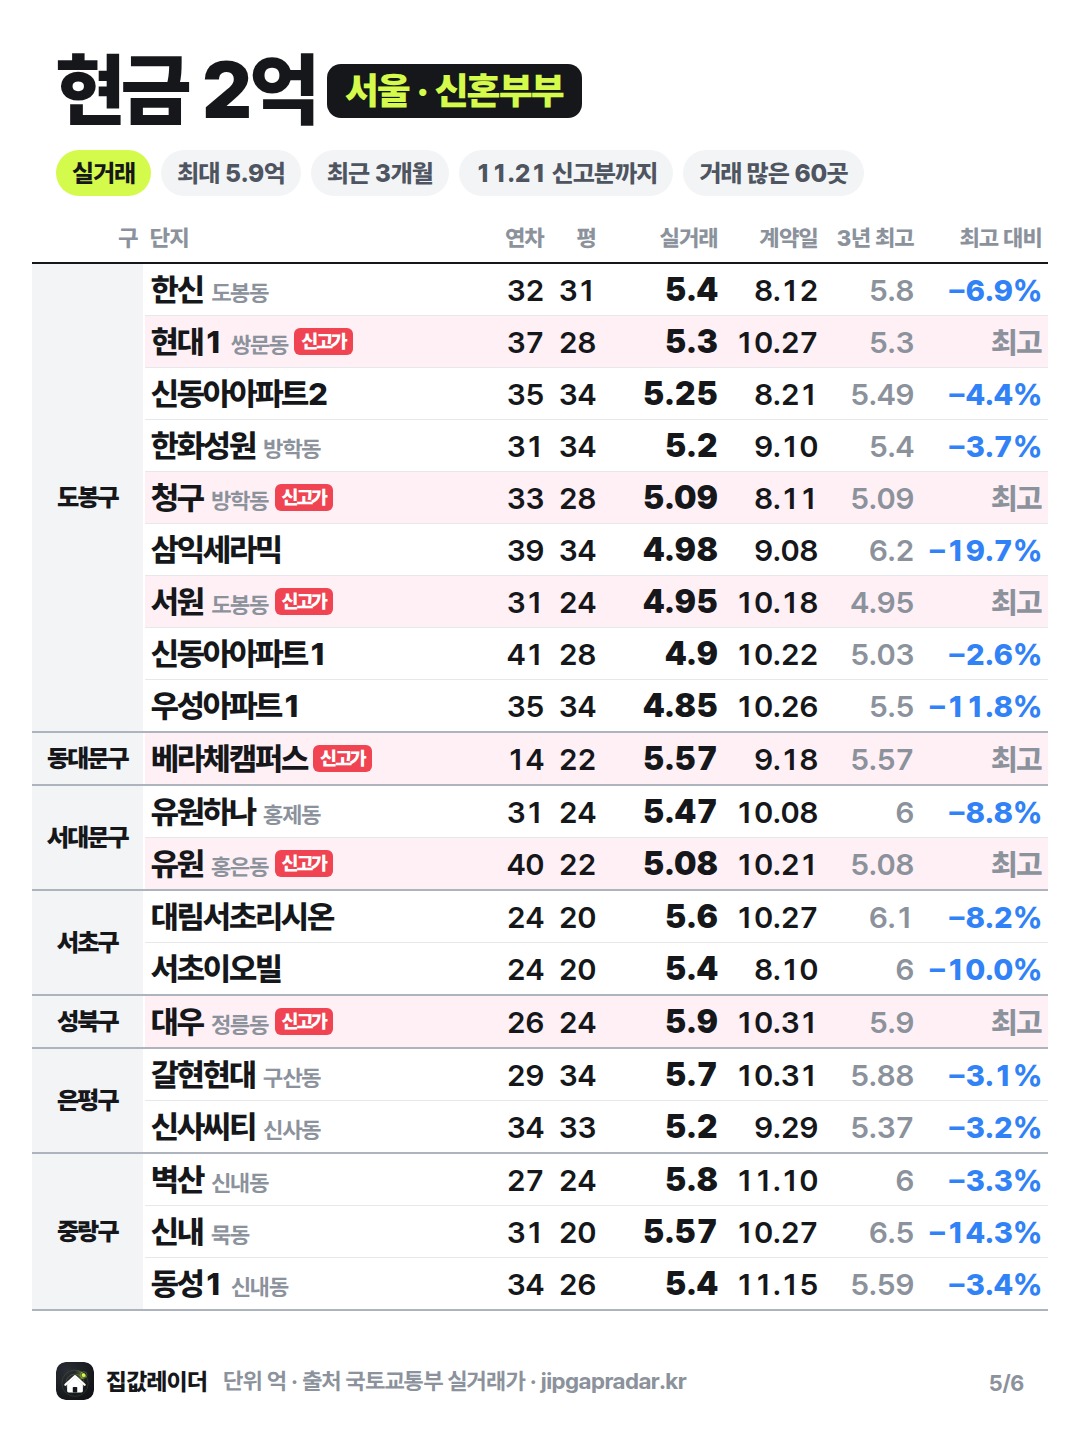 현금 2억 서울 · 신혼부부
실거래 최대 5.9억 최근 3개월 11.21 신고분까지 거래 많은 60곳
구 단지 연차 평 실거래 계약일 3년 최고 최고 대비
도봉구
한신 도봉동 32 31 5.4 8.12 5.8 −6.9%
현대1 쌍문동 신고가 37 28 5.3 10.27 5.3 최고
신동아아파트2 35 34 5.25 8.21 5.49 −4.4%
한화성원 방학동 31 34 5.2 9.10 5.4 −3.7%
청구 방학동 신고가 33 28 5.09 8.11 5.09 최고
삼익세라믹 39 34 4.98 9.08 6.2 −19.7%
서원 도봉동 신고가 31 24 4.95 10.18 4.95 최고
신동아아파트1 41 28 4.9 10.22 5.03 −2.6%
우성아파트1 35 34 4.85 10.26 5.5 −11.8%
동대문구 베라체캠퍼스 신고가 14 22 5.57 9.18 5.57 최고
서대문구
유원하나 홍제동 31 24 5.47 10.08 6 −8.8%
유원 홍은동 신고가 40 22 5.08 10.21 5.08 최고
서초구
대림서초리시온 24 20 5.6 10.27 6.1 −8.2%
서초이오빌 24 20 5.4 8.10 6 −10.0%
성북구 대우 정릉동 신고가 26 24 5.9 10.31 5.9 최고
은평구
갈현현대 구산동 29 34 5.7 10.31 5.88 −3.1%
신사씨티 신사동 34 33 5.2 9.29 5.37 −3.2%
중랑구
벽산 신내동 27 24 5.8 11.10 6 −3.3%
신내 묵동 31 20 5.57 10.27 6.5 −14.3%
동성1 신내동 34 26 5.4 11.15 5.59 −3.4%
집값레이더 단위 억 · 출처 국토교통부 실거래가 · jipgapradar.kr 5/6